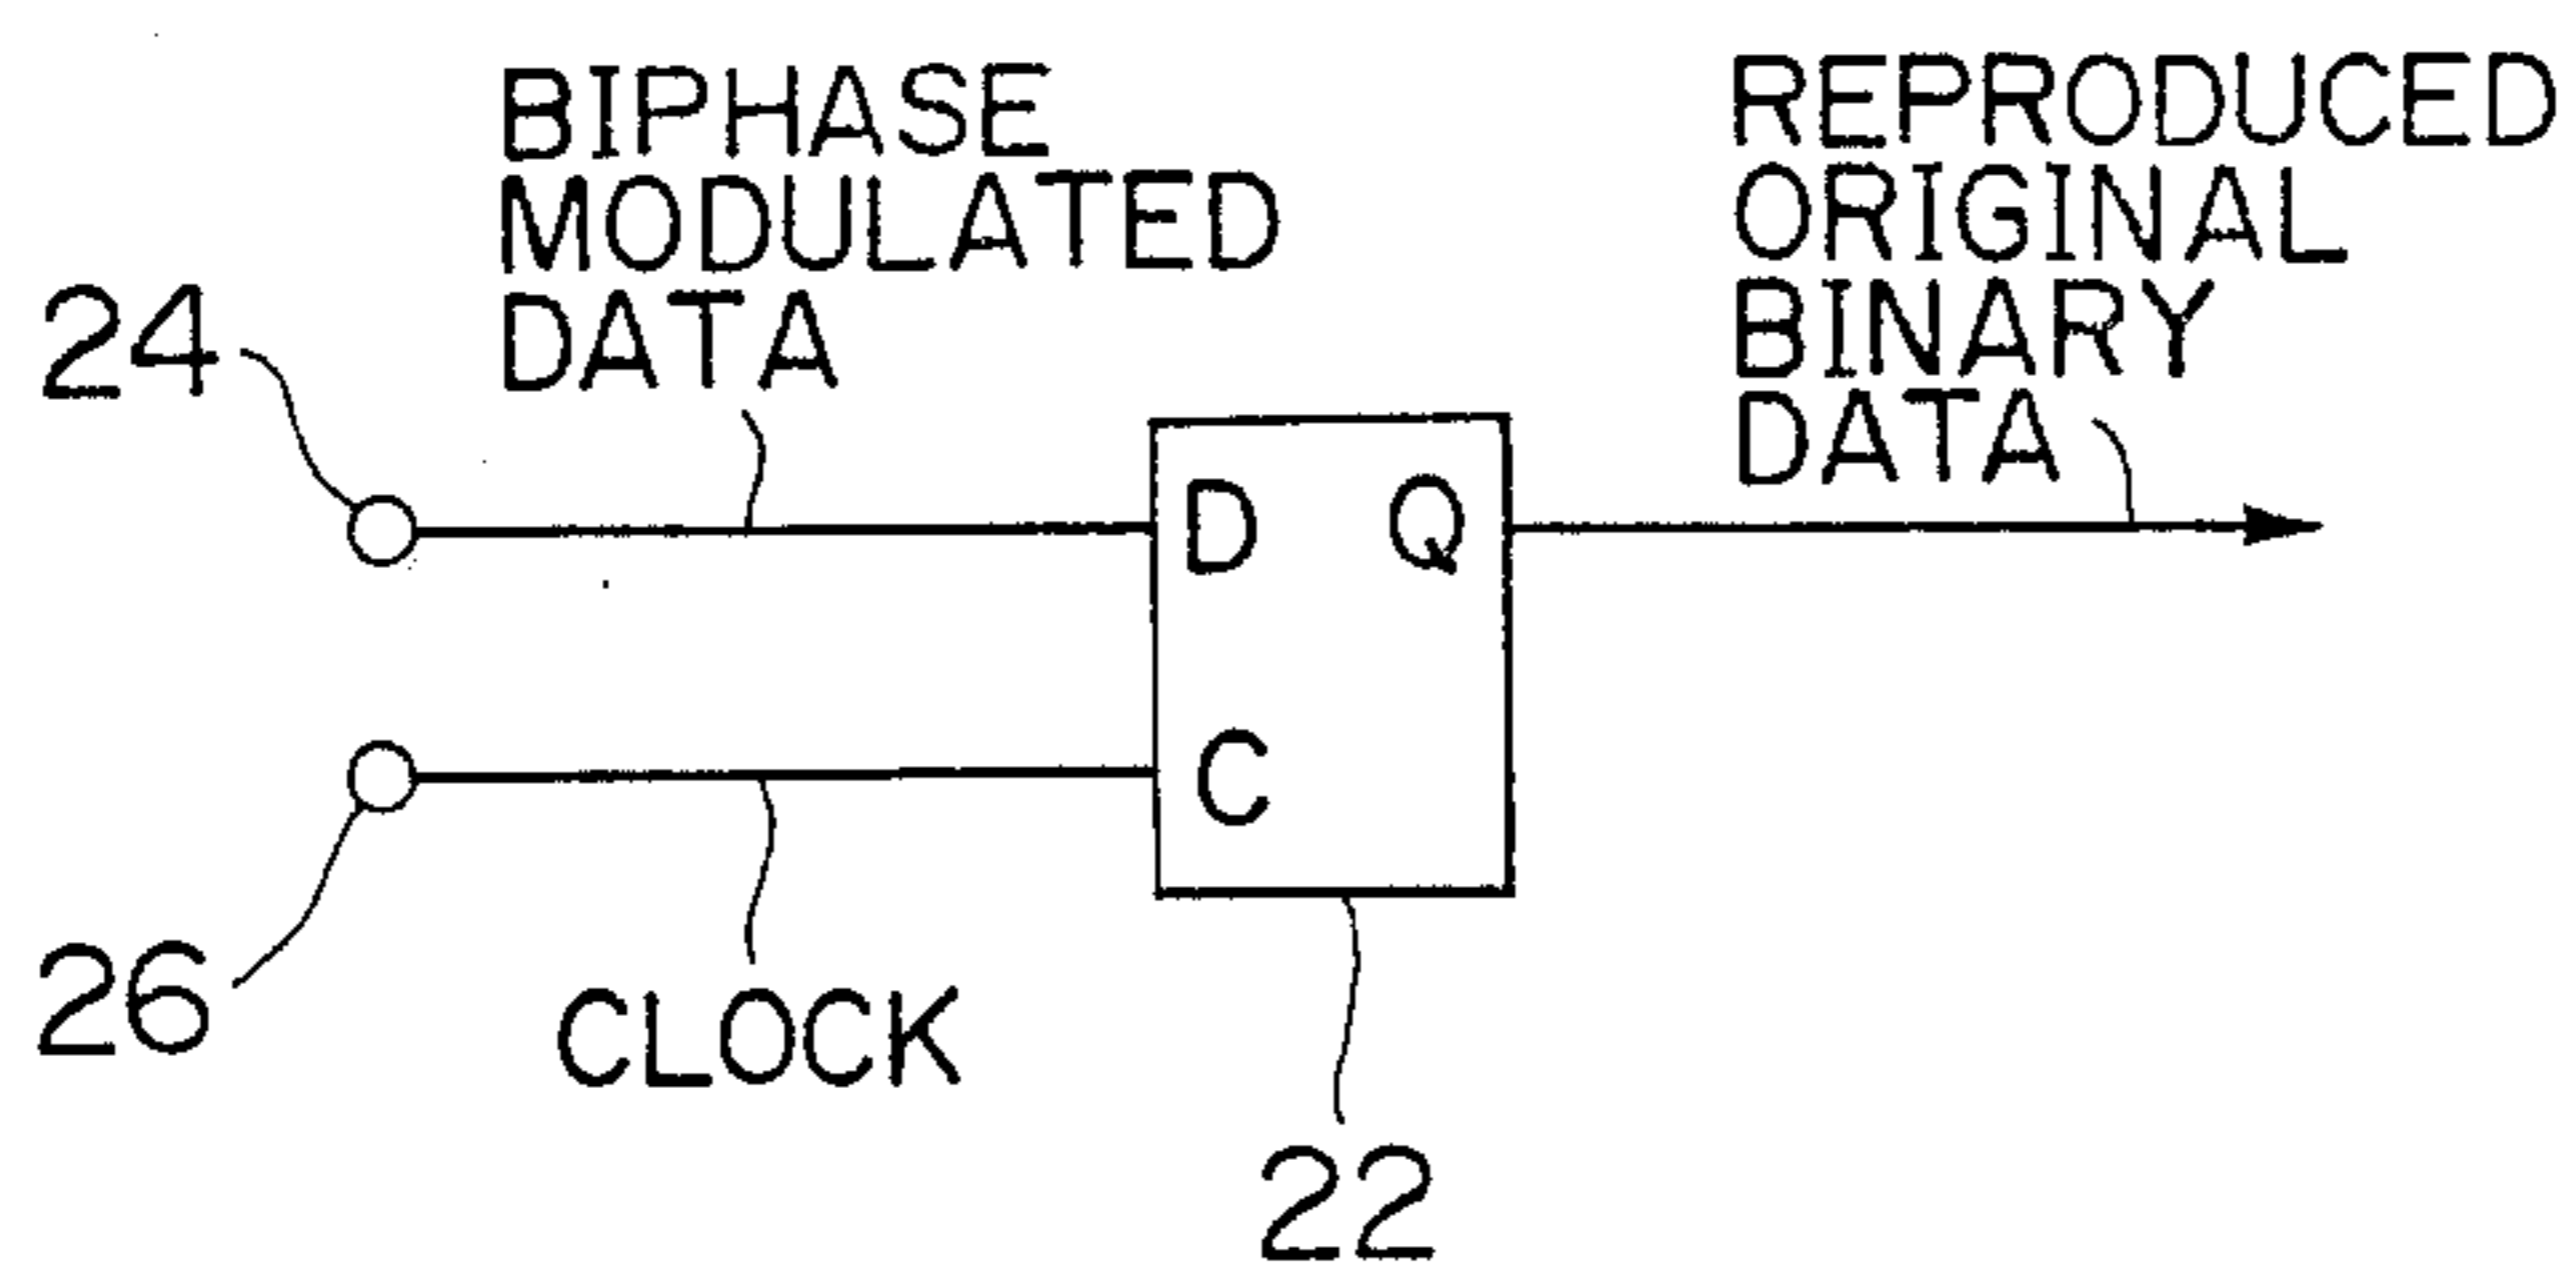 BIPHASE
MODULATED
DATA
REPRODUCED
ORIGINAL
BINARY
DATA
24
D Q
C
26
CLOCK
22